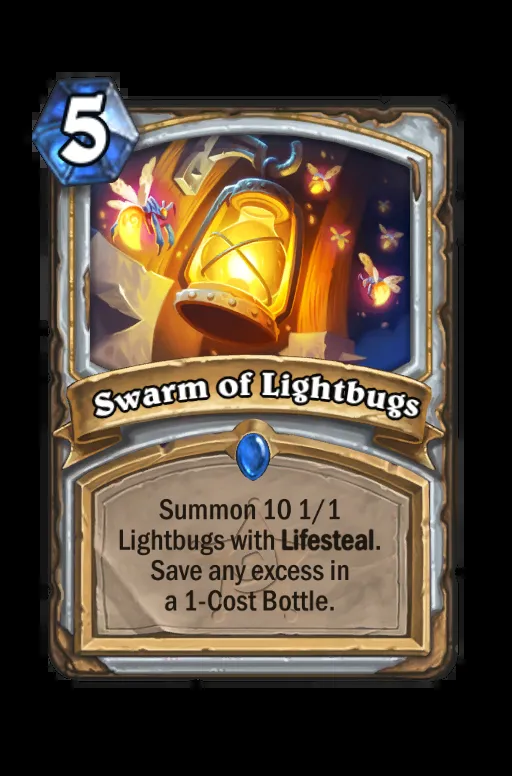 5
Swarm of Lightbugs
Summon 10 1/1
Lightbugs with Lifesteal.
Save any excess in
a 1-Cost Bottle.